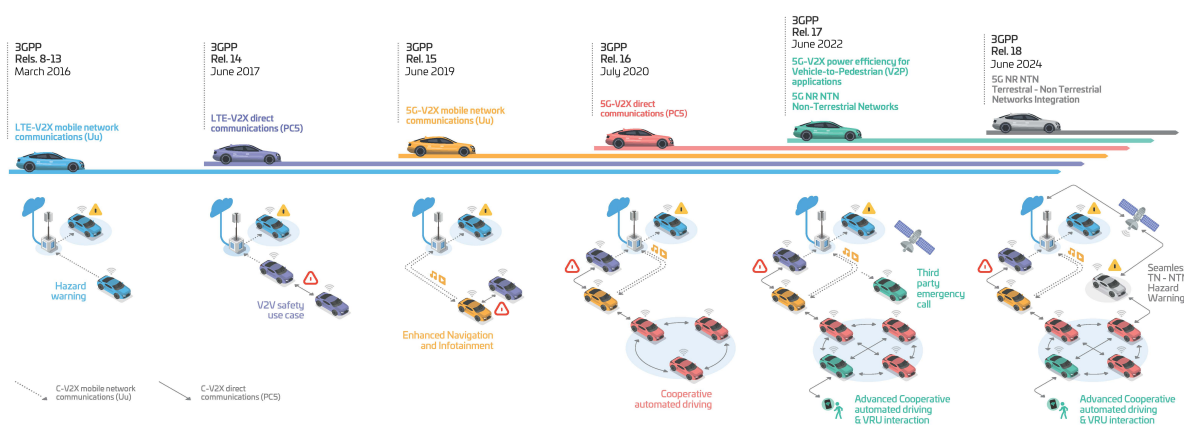 3GPP
Rels. 8-13
March 2016
LTE-V2X mobile network
communications (Uu)
3GPP
Rel. 14
June 2017
LTE-V2X direct
communications (PC5)
3GPP
Rel. 15
June 2019
5G-V2X mobile network
communications (Uu)
3GPP
Rel. 16
July 2020
5G-V2X direct
communications (PC5)
3GPP
Rel. 17
June 2022
5G-V2X power efficiency for
Vehicle-to-Pedestrian (V2P)
applications
5G NR NTN
Non-Terrestrial Networks
3GPP
Rel. 18
June 2024
5G NR NTN
Terrestral - Non Terrestrial
Networks Integration
Hazard
warning
V2V safety
use case
Enhanced Navigation
and Infotainment
Cooperative
automated driving
Third
party
emergency
call
Advanced Cooperative
automated driving
& VRU interaction
Seamles
TN - NTN
Hazard
Warning
Advanced Cooperative
automated driving
& VRU interaction
C-V2X mobile network
communications (Uu)
C-V2X direct
communications (PC5)